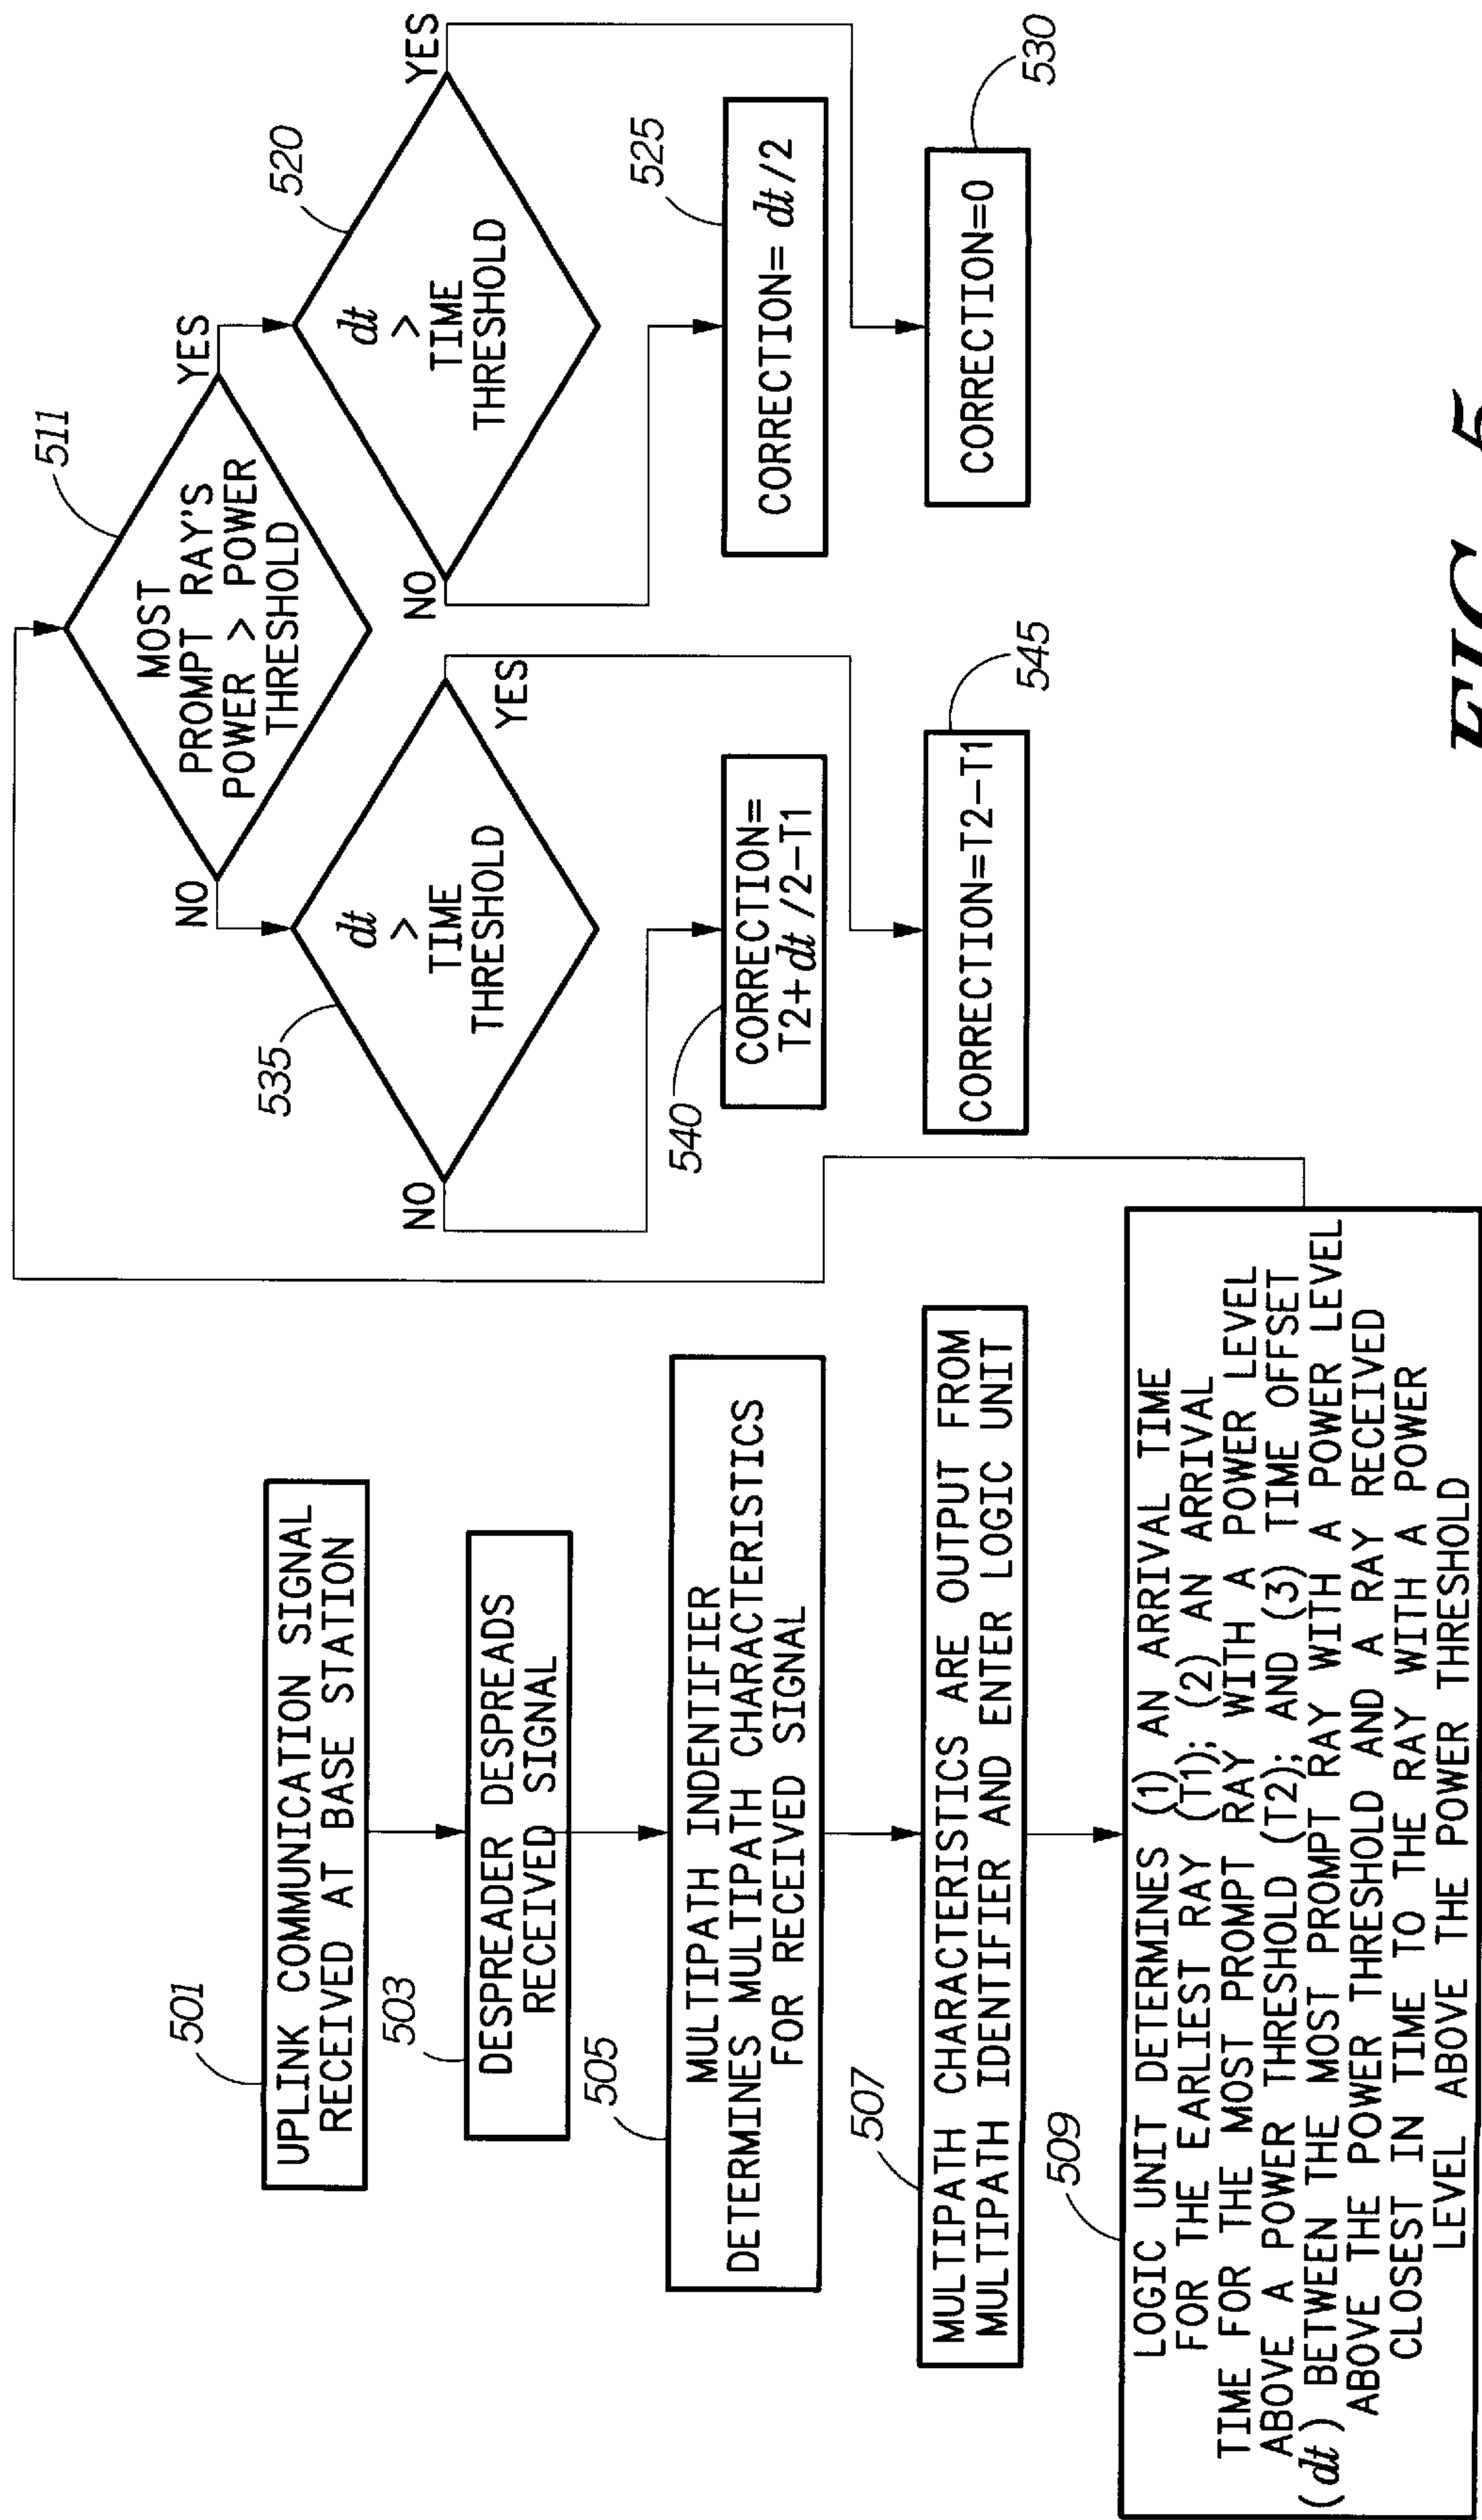 501
UPLINK COMMUNICATION SIGNAL
RECEIVED AT BASE STATION
503
DESPREADER DESPREADS
RECEIVED SIGNAL
505
MULTIPATH INDENTIFIER
DETERMINES MULTIPATH CHARACTERISTICS
FOR RECEIVED SIGNAL
507
MULTIPATH CHARACTERISTICS ARE OUTPUT FROM
MULTIPATH IDENTIFIER AND ENTER LOGIC UNIT
509
LOGIC UNIT DETERMINES (1) AN ARRIVAL TIME
FOR THE EARLIEST RAY (T1); (2) AN ARRIVAL
TIME FOR THE MOST PROMPT RAY WITH A POWER LEVEL
ABOVE A POWER THRESHOLD (T2); AND (3) TIME OFFSET
(dt) BETWEEN THE MOST PROMPT RAY WITH A POWER LEVEL
ABOVE THE POWER THRESHOLD AND A RAY RECEIVED
CLOSEST IN TIME TO THE RAY WITH A POWER
LEVEL ABOVE THE POWER THRESHOLD
511
MOST
PROMPT RAY'S
POWER > POWER
THRESHOLD
NO
YES
535
dt
>
TIME
THRESHOLD
NO
YES
540
CORRECTION=
T2+dt/2-T1
CORRECTION=T2-T1
545
520
dt
>
TIME
THRESHOLD
NO
YES
525
CORRECTION= dt/2
CORRECTION=0
530
FIG. 5